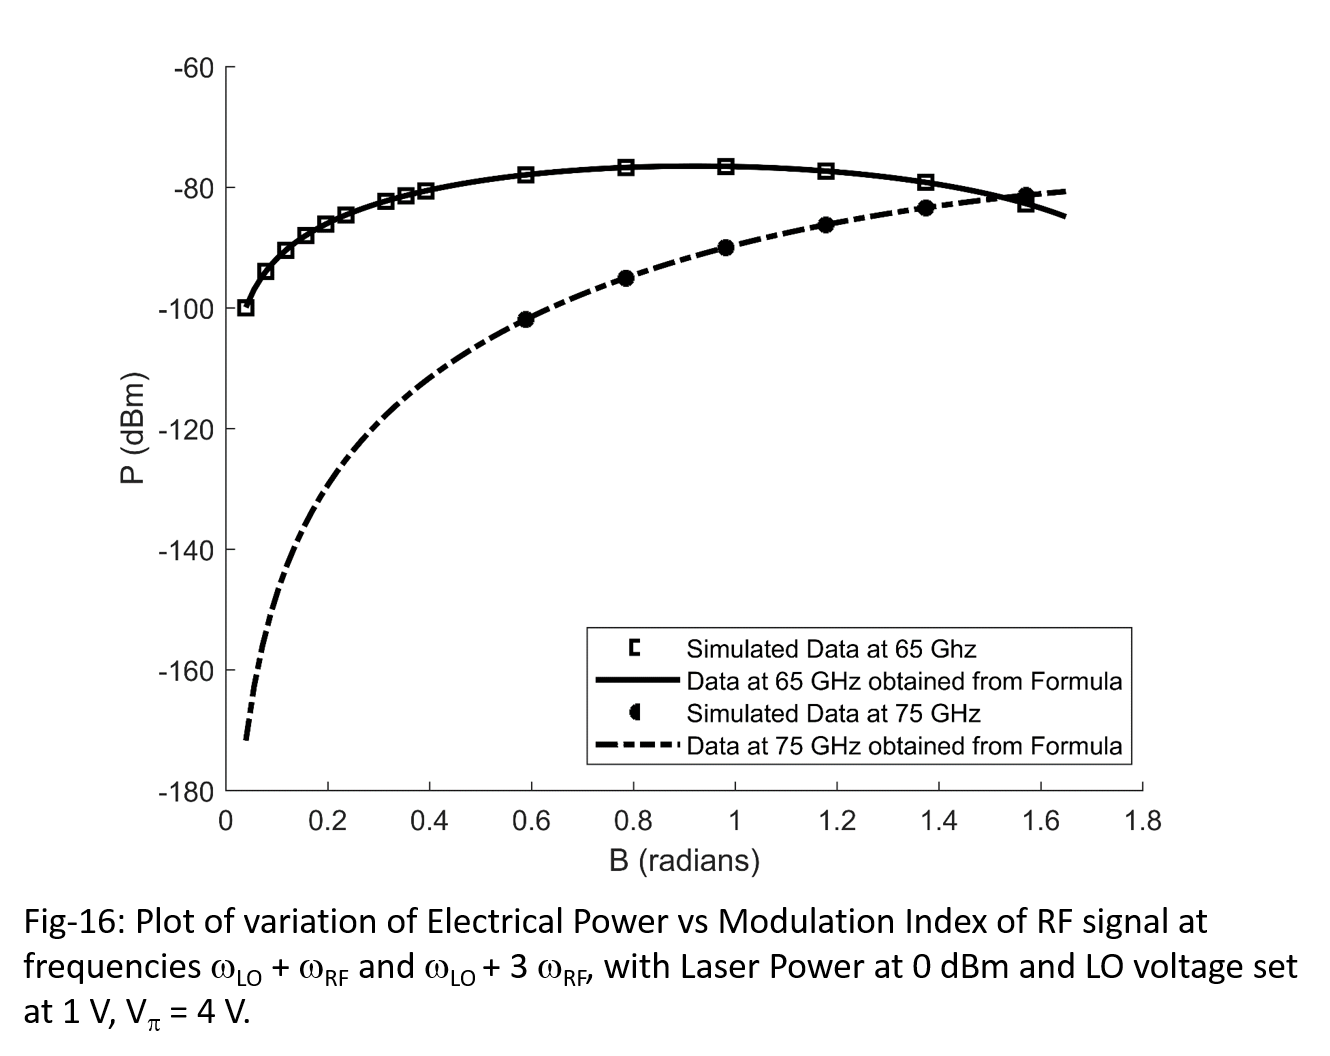 -60
-80
-100
-120
-140
-160
-180
P (dBm)
Simulated Data at 65 Ghz
Data at 65 GHz obtained from Formula
Simulated Data at 75 GHz
Data at 75 GHz obtained from Formula
0 0.2 0.4 0.6 0.8 1 1.2 1.4 1.6 1.8
B (radians)
Fig-16: Plot of variation of Electrical Power vs Modulation Index of RF signal at
frequencies ωLO + ωRF and ωLO + 3 ωRF, with Laser Power at 0 dBm and LO voltage set
at 1 V, Vπ = 4 V.